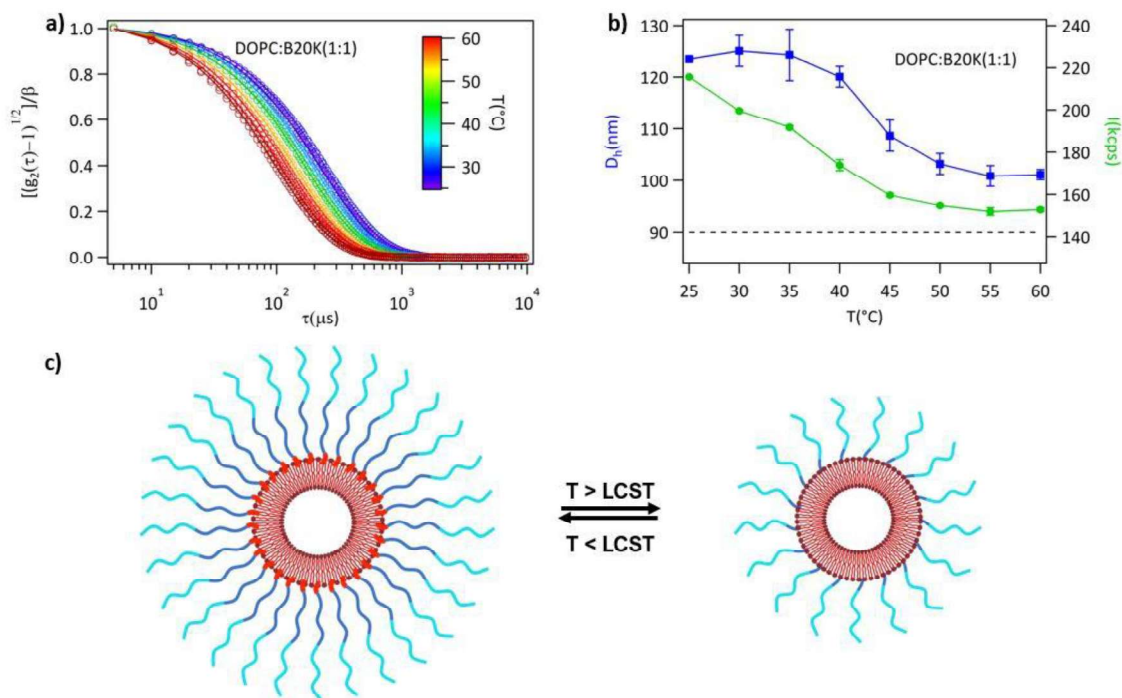 a)
DOPC:B20K(1:1)
1.0
0.8
0.6
0.4
0.2
0.0
[(g₂(τ)−1)^{1/2}]/β
10¹
10²
10³
10⁴
τ(μs)
60
50
40
30
T(°C)
b)
DOPC:B20K(1:1)
130
120
110
100
90
Dₕ(nm)
240
220
200
180
160
140
I(kcps)
25
30
35
40
45
50
55
60
T(°C)
c)
T > LCST
T < LCST